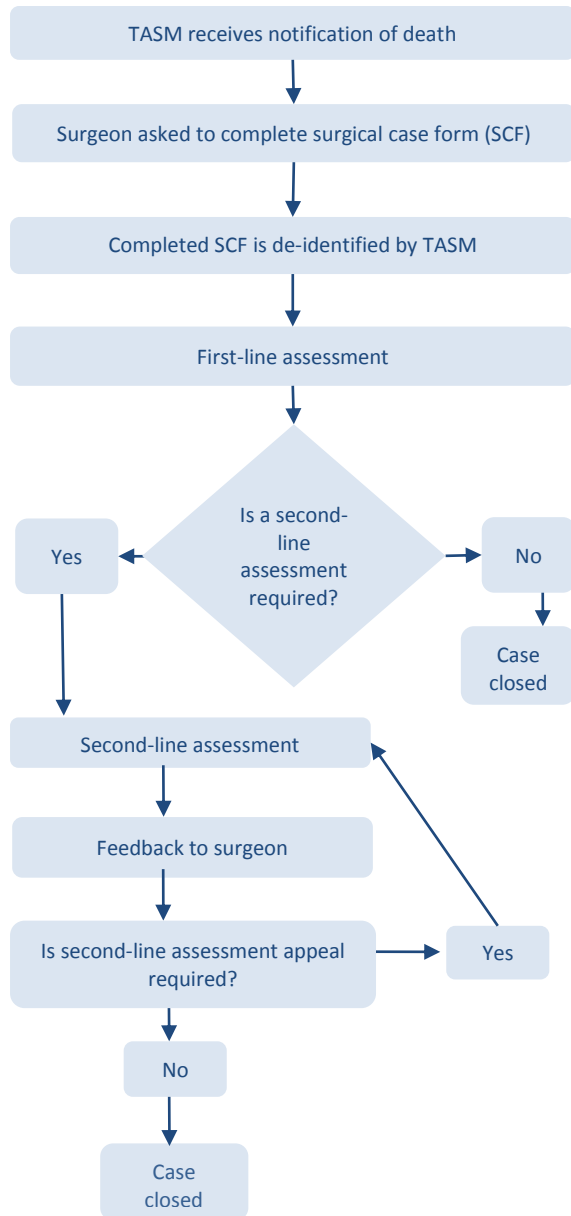 TASM receives notification of death
Surgeon asked to complete surgical case form (SCF)
Completed SCF is de-identified by TASM
First-line assessment
Is a second-
line
assessment
required?
Yes
No
Case
closed
Second-line assessment
Feedback to surgeon
Is second-line assessment appeal
required?
Yes
No
Case
closed